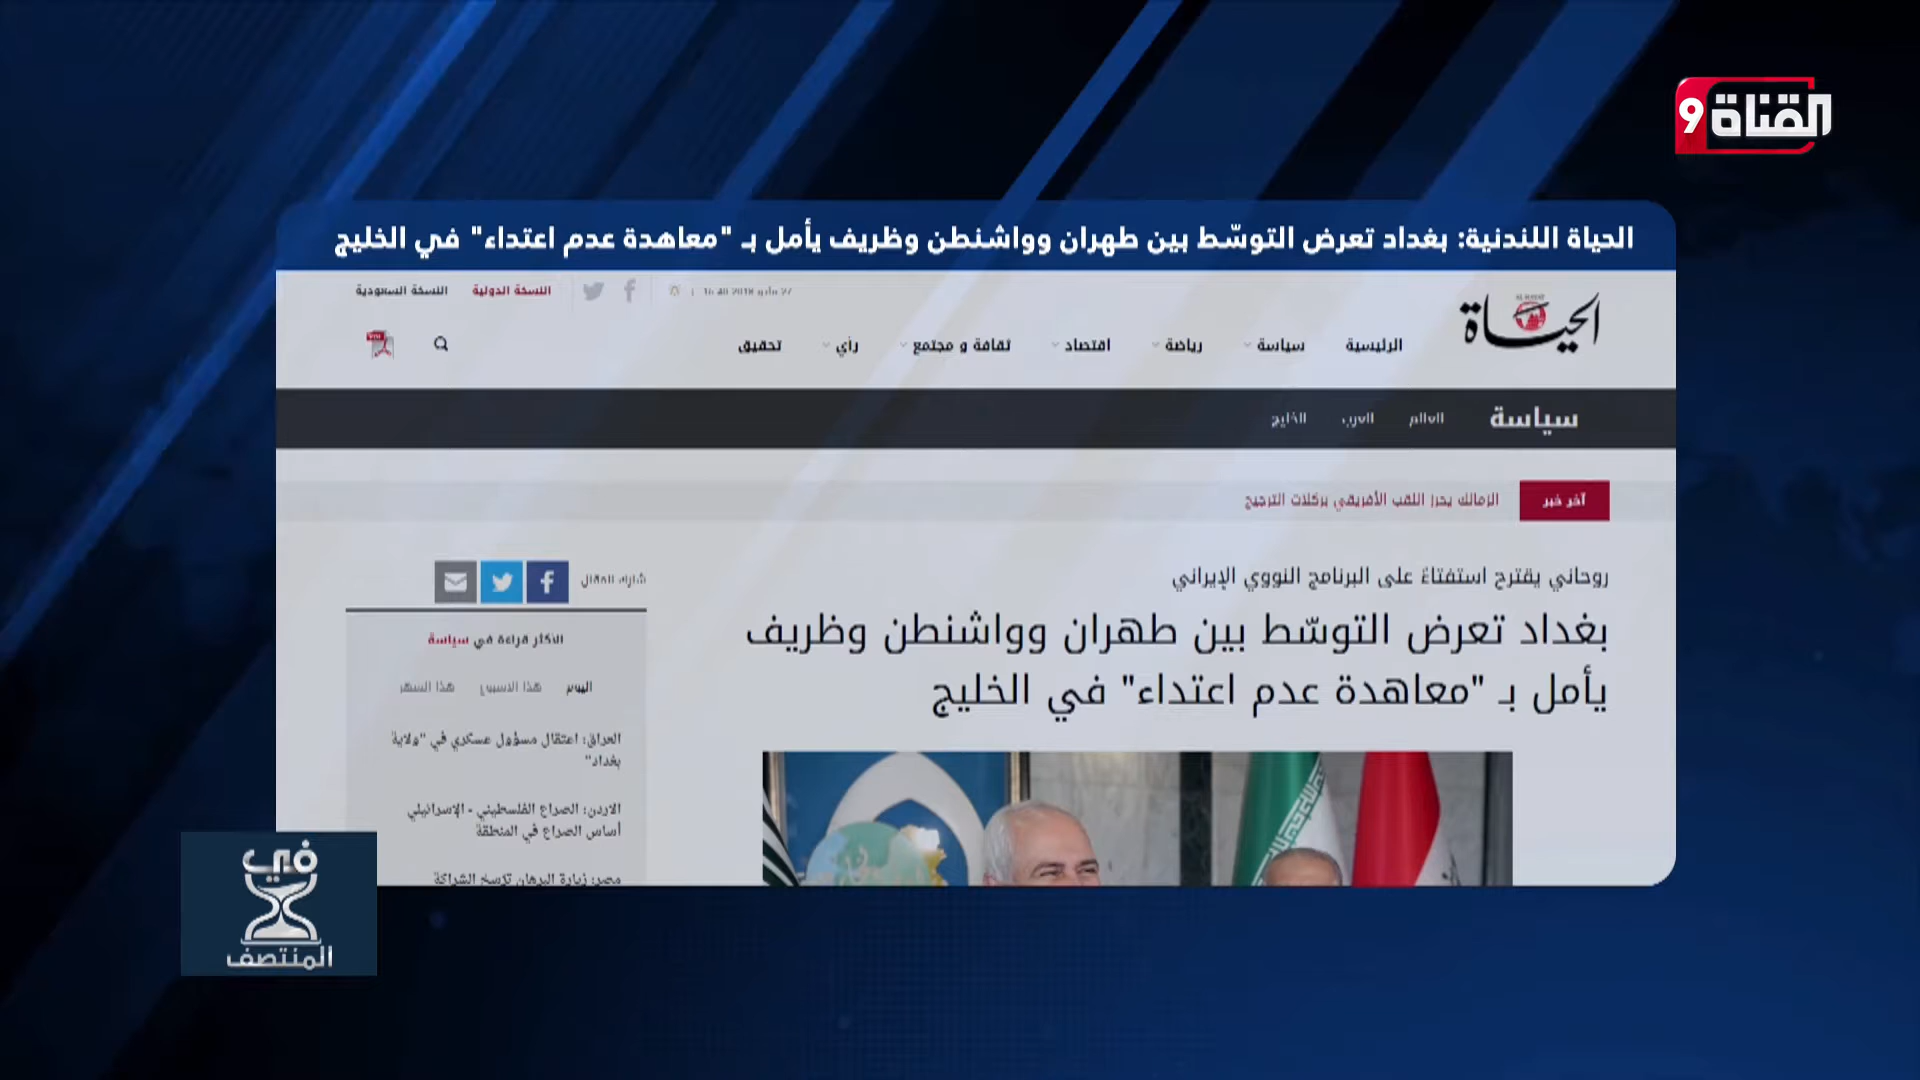 القناة 9
الحياة اللندنية: بغداد تعرض التوسّط بين طهران وواشنطن وظريف يأمل بـ "معاهدة عدم اعتداء" في الخليج
النسخة الدولية النسخة السعودية
الحياة
الرئيسية سياسة رياضة اقتصاد ثقافة و مجتمع رأي تحقيق
سياسة العالم العرب الخليج
آخر خبر الزمالك يحرز اللقب الأفريقي بركلات الترجيح
روحاني يقترح استفتاءً على البرنامج النووي الإيراني
بغداد تعرض التوسّط بين طهران وواشنطن وظريف
يأمل بـ "معاهدة عدم اعتداء" في الخليج
شارك المقال
الأكثر قراءة في سياسة
اليوم هذا الاسبوع هذا الشهر
العراق: اعتقال مسؤول عسكري في "ولاية
بغداد"
الاردن: الصراع الفلسطيني - الإسرائيلي
أساس الصراع في المنطقة
مصر: زيارة البرهان ترسخ الشراكة
في
المنتصف